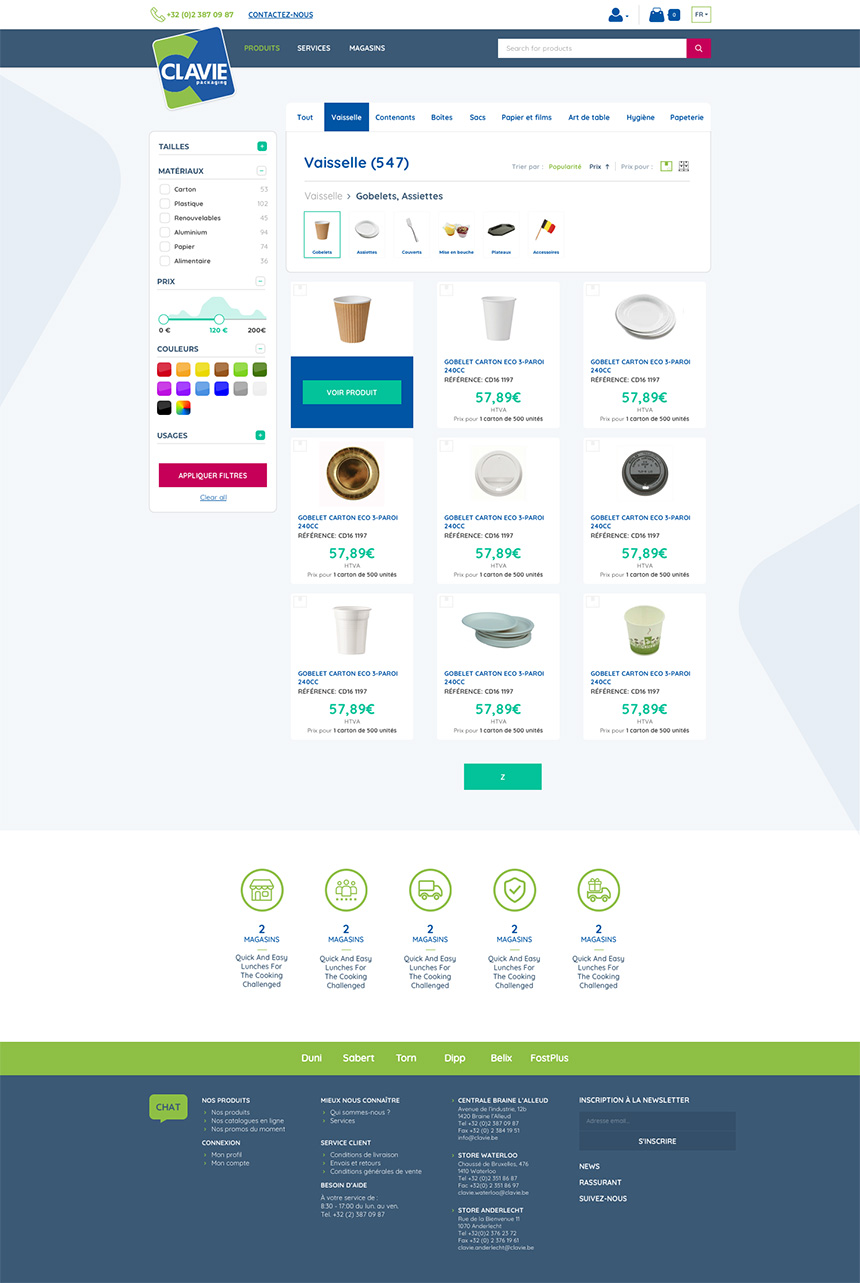 +32 (0)2 387 09 87
CONTACTEZ-NOUS
0
FR
CLAVIE
packaging
PRODUITS
SERVICES
MAGASINS
Search for products
Tout
Vaisselle
Contenants
Boîtes
Sacs
Papier et films
Art de table
Hygiène
Papeterie
TAILLES
MATÉRIAUX
Carton 53
Plastique 102
Renouvelables 45
Aluminium 94
Papier 74
Alimentaire 36
PRIX
0 € 120 € 200€
COULEURS
USAGES
APPLIQUER FILTRES
Clear all
Vaisselle (547)
Trier par : Popularité Prix ↑ Prix pour :
Vaisselle > Gobelets, Assiettes
Gobelets
Assiettes
Couverts
Mise en bouche
Plateaux
Accessoires
VOIR PRODUIT
GOBELET CARTON ECO 3-PAROI
240CC
RÉFÉRENCE: CD16 1197
57,89€
HTVA
Prix pour 1 carton de 500 unités
GOBELET CARTON ECO 3-PAROI
240CC
RÉFÉRENCE: CD16 1197
57,89€
HTVA
Prix pour 1 carton de 500 unités
GOBELET CARTON ECO 3-PAROI
240CC
RÉFÉRENCE: CD16 1197
57,89€
HTVA
Prix pour 1 carton de 500 unités
GOBELET CARTON ECO 3-PAROI
240CC
RÉFÉRENCE: CD16 1197
57,89€
HTVA
Prix pour 1 carton de 500 unités
GOBELET CARTON ECO 3-PAROI
240CC
RÉFÉRENCE: CD16 1197
57,89€
HTVA
Prix pour 1 carton de 500 unités
GOBELET CARTON ECO 3-PAROI
240CC
RÉFÉRENCE: CD16 1197
57,89€
HTVA
Prix pour 1 carton de 500 unités
GOBELET CARTON ECO 3-PAROI
240CC
RÉFÉRENCE: CD16 1197
57,89€
HTVA
Prix pour 1 carton de 500 unités
GOBELET CARTON ECO 3-PAROI
240CC
RÉFÉRENCE: CD16 1197
57,89€
HTVA
Prix pour 1 carton de 500 unités
Z
2
MAGASINS
Quick And Easy
Lunches For
The Cooking
Challenged
2
MAGASINS
Quick And Easy
Lunches For
The Cooking
Challenged
2
MAGASINS
Quick And Easy
Lunches For
The Cooking
Challenged
2
MAGASINS
Quick And Easy
Lunches For
The Cooking
Challenged
2
MAGASINS
Quick And Easy
Lunches For
The Cooking
Challenged
Duni
Sabert
Torn
Dipp
Belix
FostPlus
CHAT
NOS PRODUITS
› Nos produits
› Nos catalogues en ligne
› Nos promos du moment
CONNEXION
› Mon profil
› Mon compte
MIEUX NOUS CONNAÎTRE
› Qui sommes-nous ?
› Services
SERVICE CLIENT
› Conditions de livraison
› Envois et retours
› Conditions générales de vente
BESOIN D'AIDE
À votre service de :
8:30 - 17:00 du lun. au ven.
Tel. +32 (2) 387 09 87
› CENTRALE BRAINE L'ALLEUD
Avenue de l'industrie, 12b
1420 Braine l'Alleud
Tel +32 (0)2 387 09 87
Fax +32 (0) 2 384 19 51
info@clavie.be
› STORE WATERLOO
Chaussé de Bruxelles, 476
1410 Waterloo
Tel +32 (0)2 351 86 87
Fac +32(0) 2 351 86 97
clavie.waterloo@clavie.be
› STORE ANDERLECHT
Rue de la Bienvenue 11
1070 Anderlecht
Tel +32(0)2 376 23 72
Fax +32 (0) 2 376 19 61
clavie.anderlecht@clavie.be
INSCRIPTION À LA NEWSLETTER
Adresse email...
S'INSCRIRE
NEWS
RASSURANT
SUIVEZ-NOUS